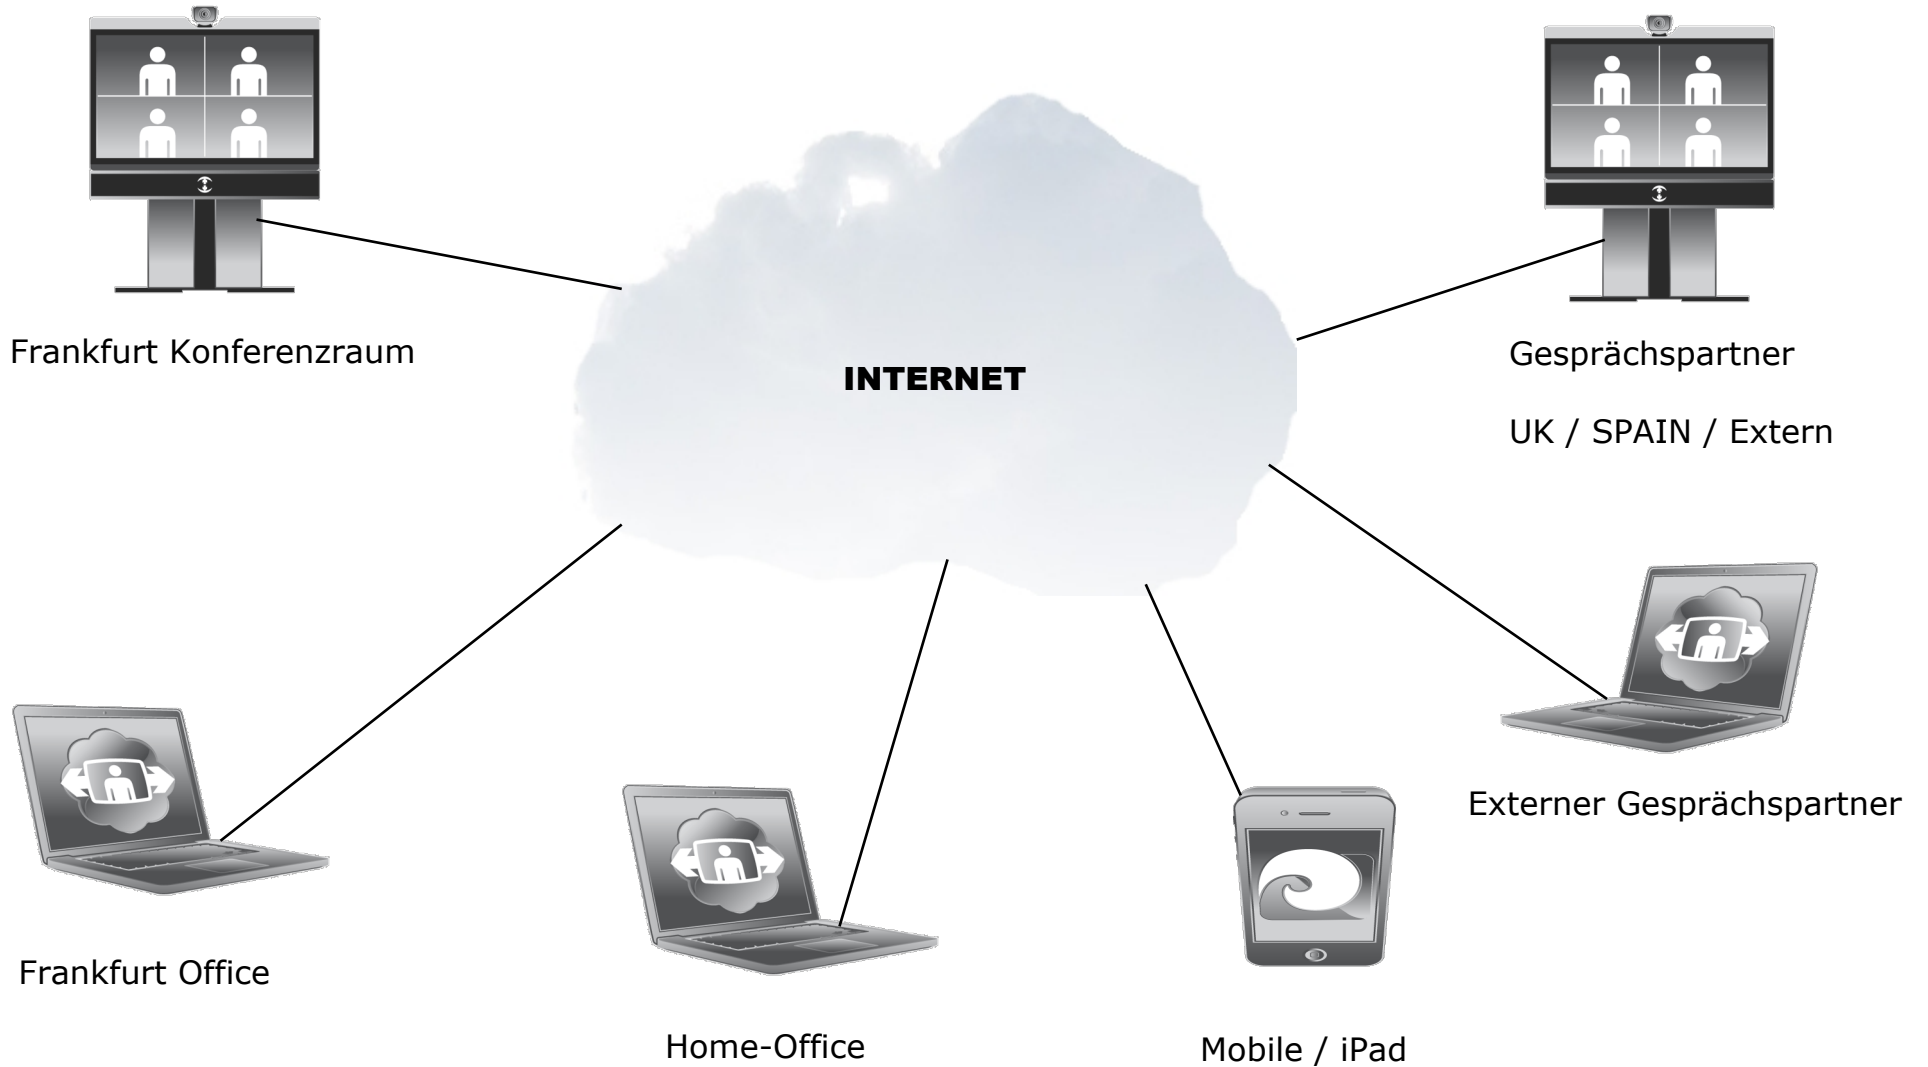 Frankfurt Konferenzraum
INTERNET
Gesprächspartner
UK / SPAIN / Extern
Externer Gesprächspartner
Frankfurt Office
Home-Office
Mobile / iPad